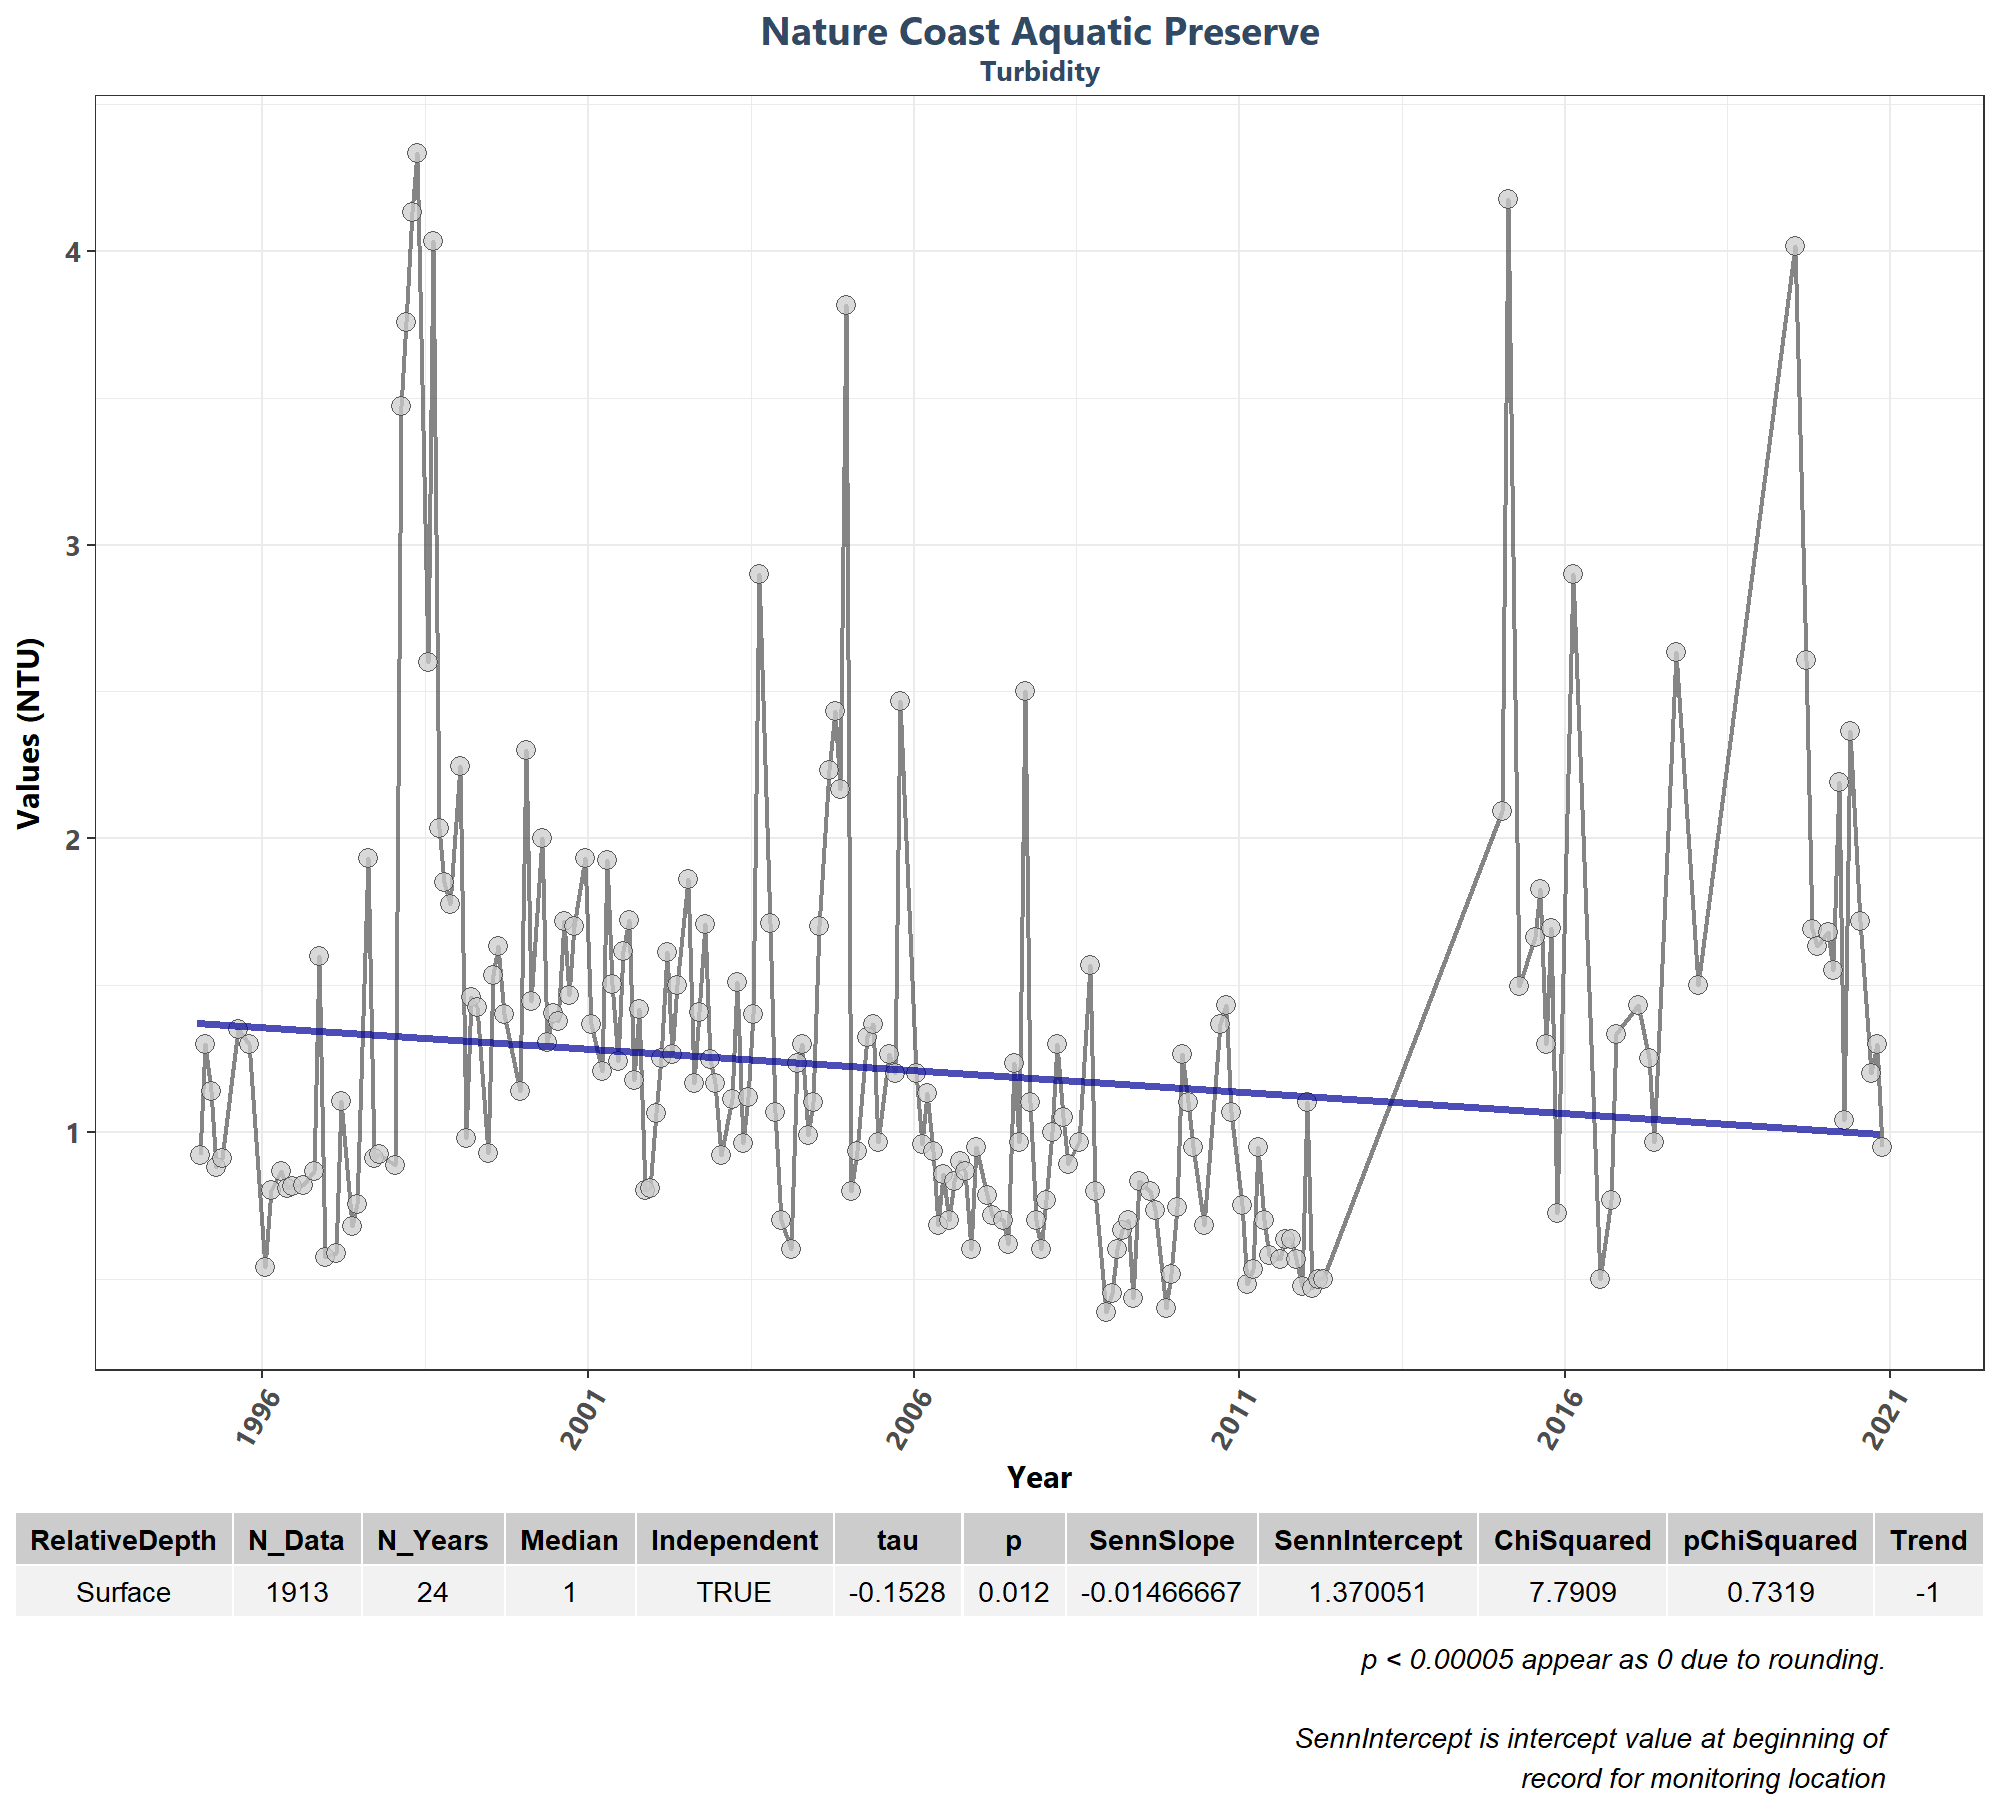 Nature Coast Aquatic Preserve
Turbidity
Values (NTU)
4
3
2
1
1996 2001 2006 2011 2016 2021
Year
RelativeDepth N_Data N_Years Median Independent tau p SennSlope SennIntercept ChiSquared pChiSquared Trend
Surface 1913 24 1 TRUE -0.1528 0.012 -0.01466667 1.370051 7.7909 0.7319 -1
p < 0.00005 appear as 0 due to rounding.
SennIntercept is intercept value at beginning of
record for monitoring location